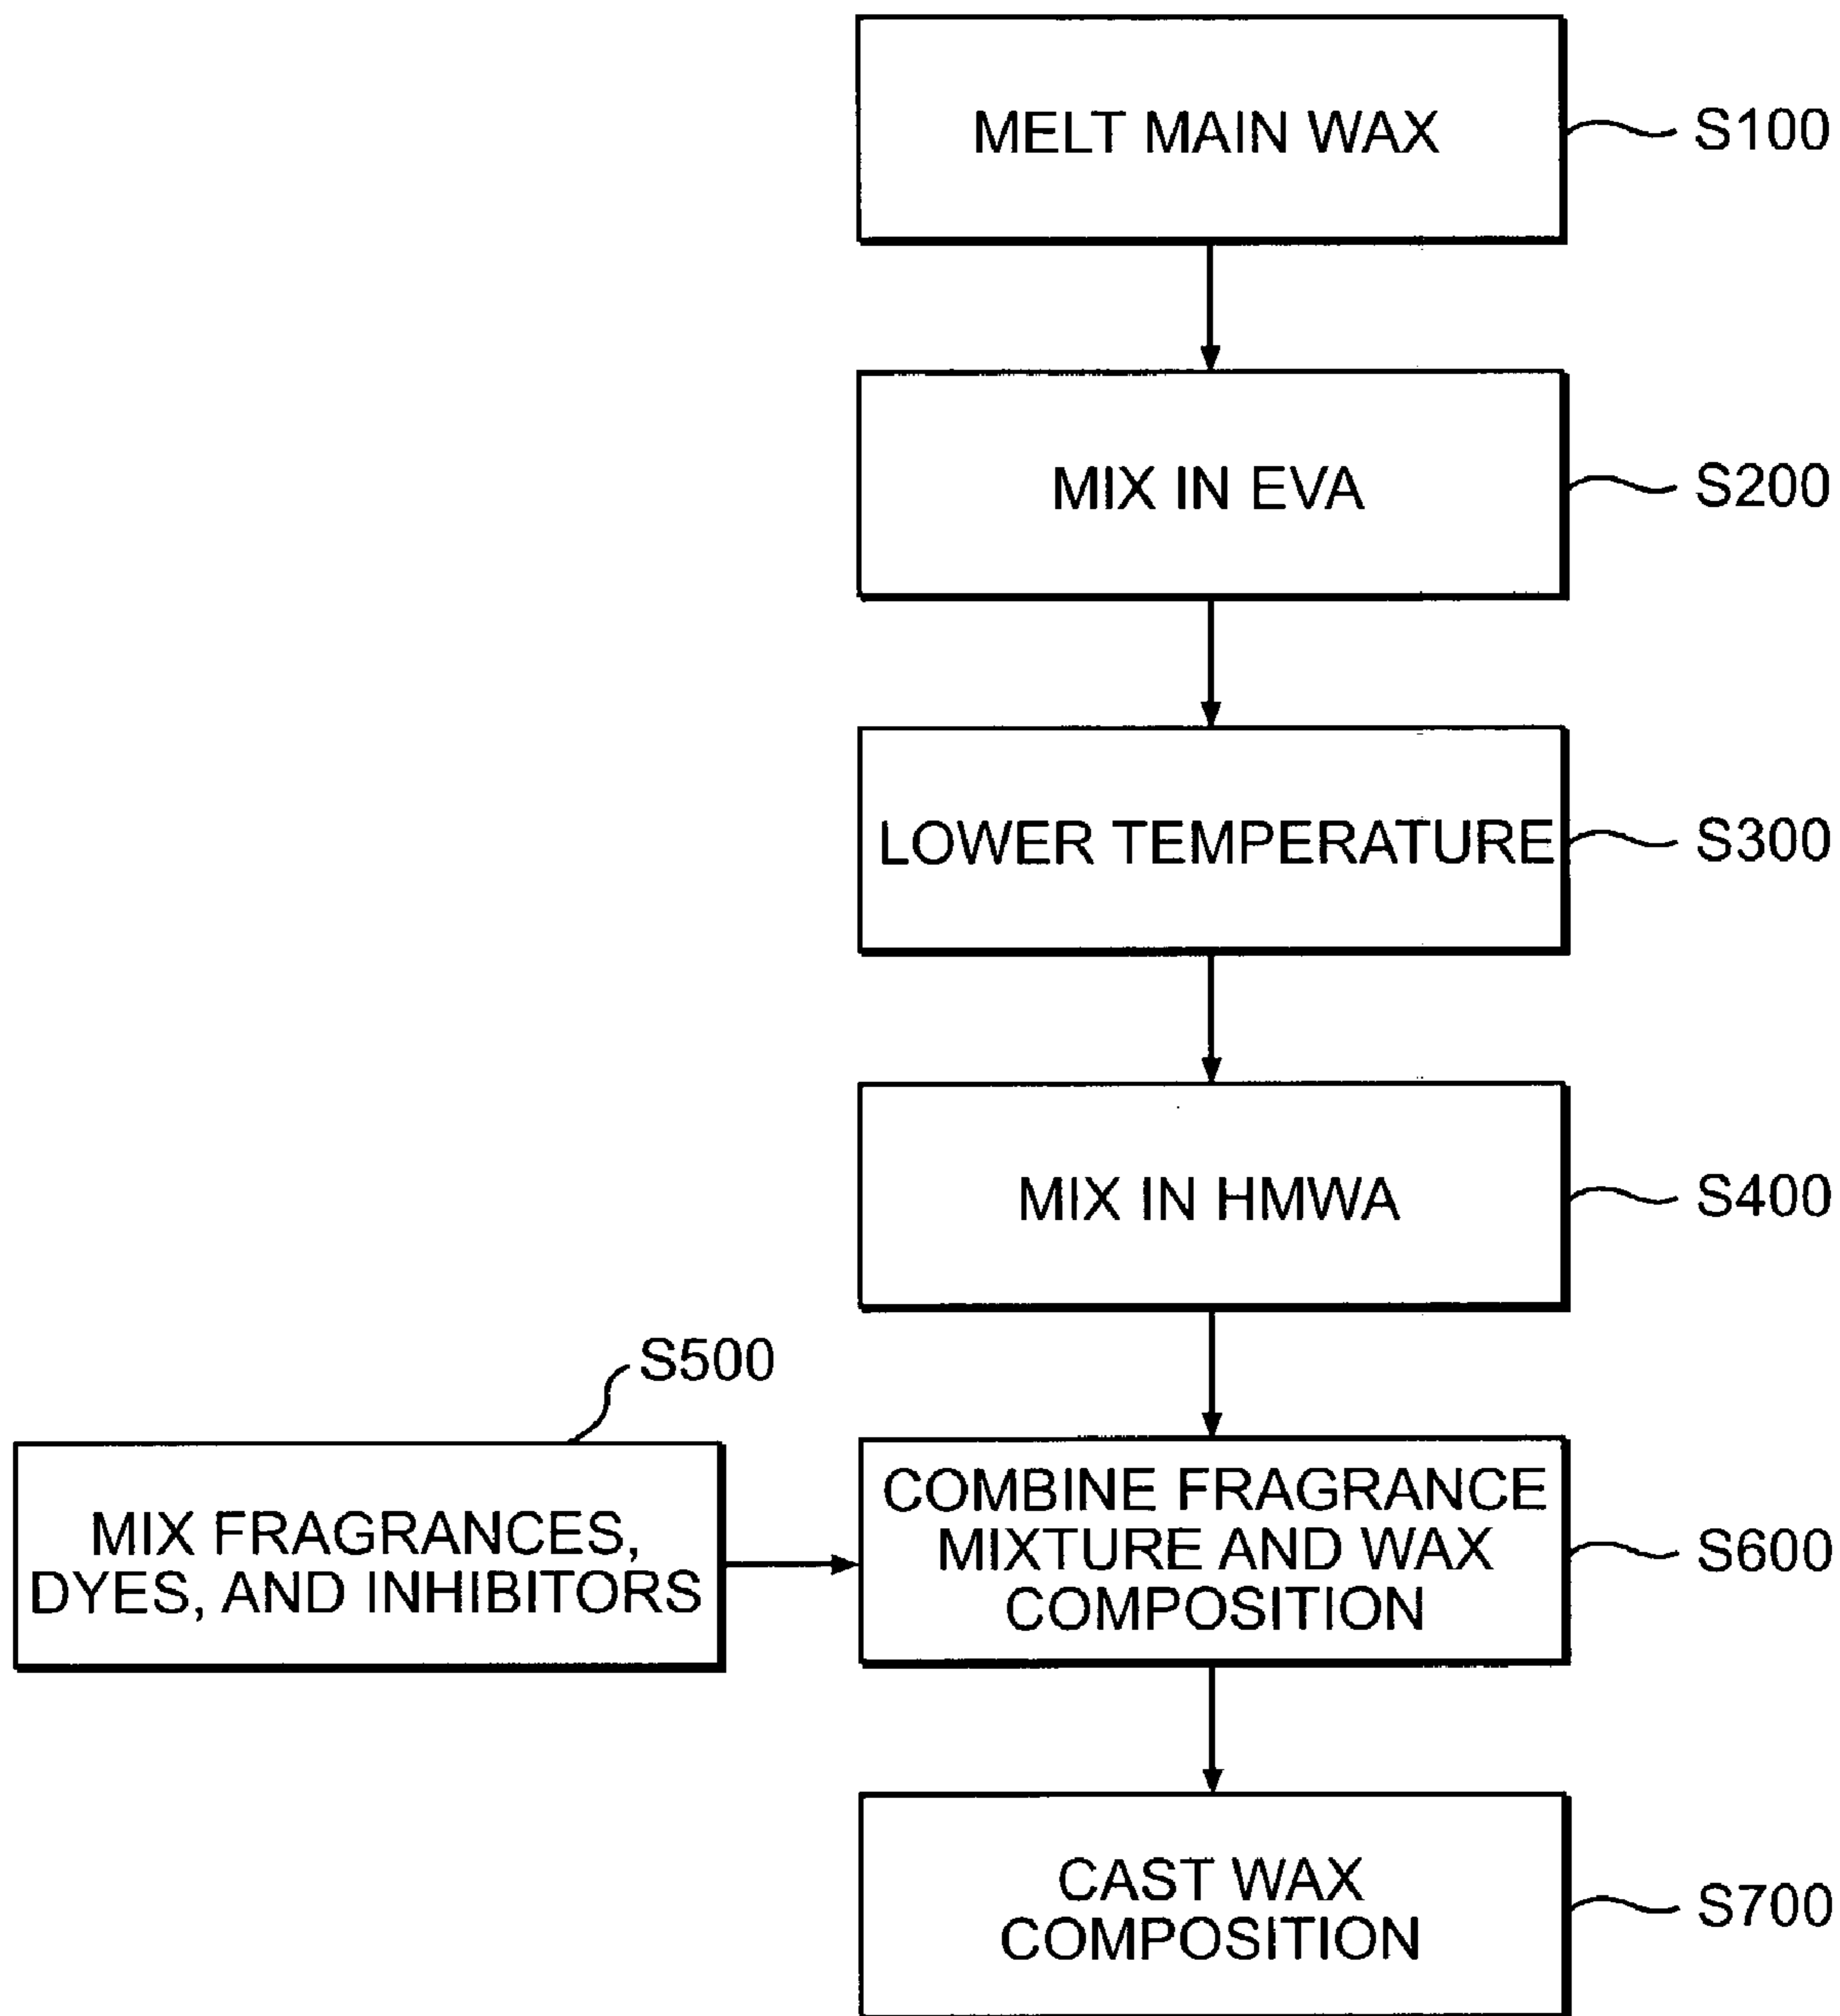 MELT MAIN WAX
S100
MIX IN EVA
S200
LOWER TEMPERATURE
S300
MIX IN HMWA
S400
S500
MIX FRAGRANCES,
DYES, AND INHIBITORS
COMBINE FRAGRANCE
MIXTURE AND WAX
COMPOSITION
S600
CAST WAX
COMPOSITION
S700